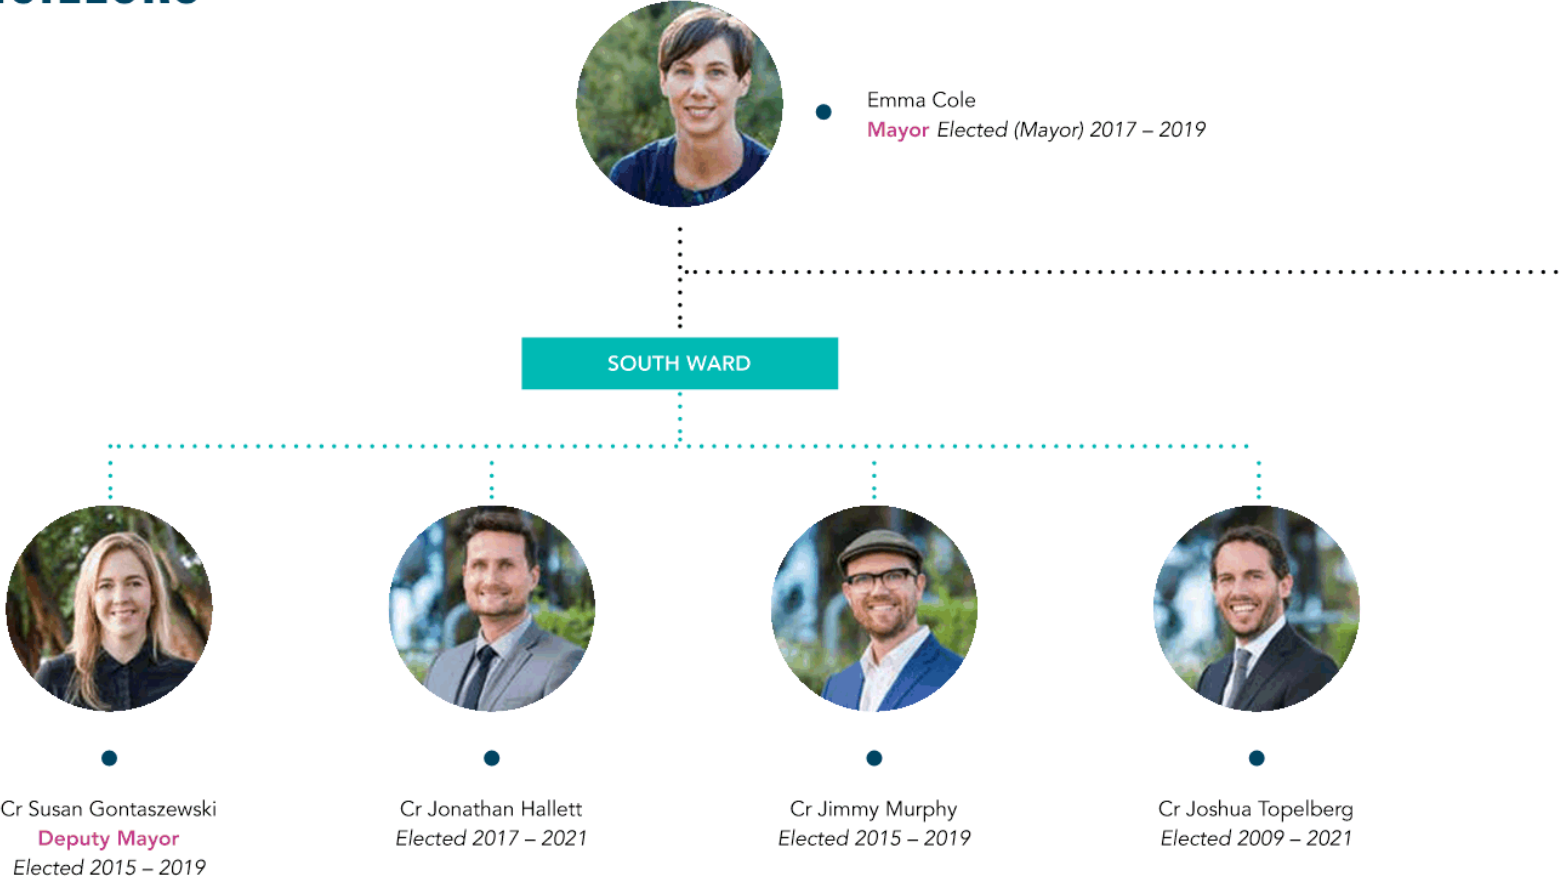 Emma Cole
Mayor Elected (Mayor) 2017 – 2019
SOUTH WARD
Cr Susan Gontaszewski
Deputy Mayor
Elected 2015 – 2019
Cr Jonathan Hallett
Elected 2017 – 2021
Cr Jimmy Murphy
Elected 2015 – 2019
Cr Joshua Topelberg
Elected 2009 – 2021